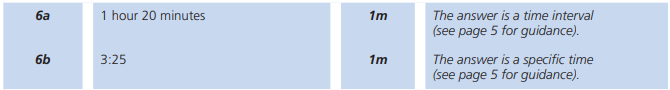 6a 1 hour 20 minutes 1m The answer is a time interval
(see page 5 for guidance).
6b 3:25 1m The answer is a specific time
(see page 5 for guidance).